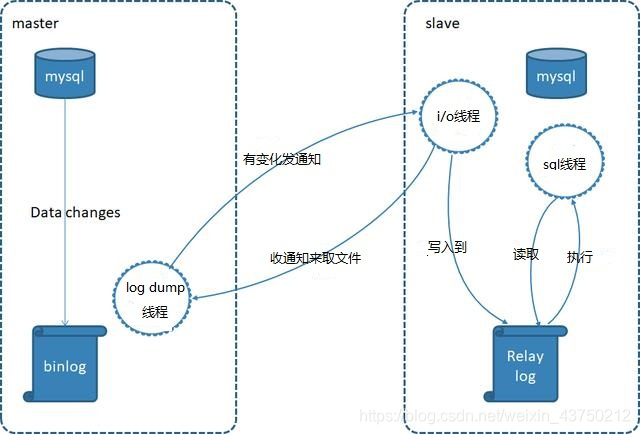 master
slave
mysql
mysql
i/o线程
sql线程
有变化发通知
Data changes
收通知来取文件
写入到
读取
执行
log dump
线程
binlog
Relay
log
https://blog.csdn.net/weixin_43750212